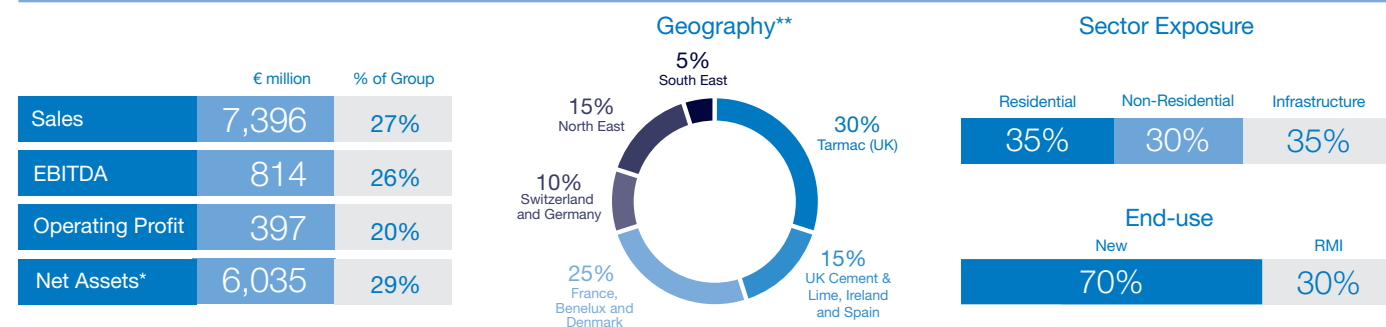 € million % of Group
Sales 7,396 27%
EBITDA 814 26%
Operating Profit 397 20%
Net Assets* 6,035 29%
Geography**
5%
South East
30%
Tarmac (UK)
15%
UK Cement &
Lime, Ireland
and Spain
25%
France,
Benelux and
Denmark
10%
Switzerland
and Germany
15%
North East
Sector Exposure
Residential Non-Residential Infrastructure
35% 30% 35%
End-use
New RMI
70% 30%